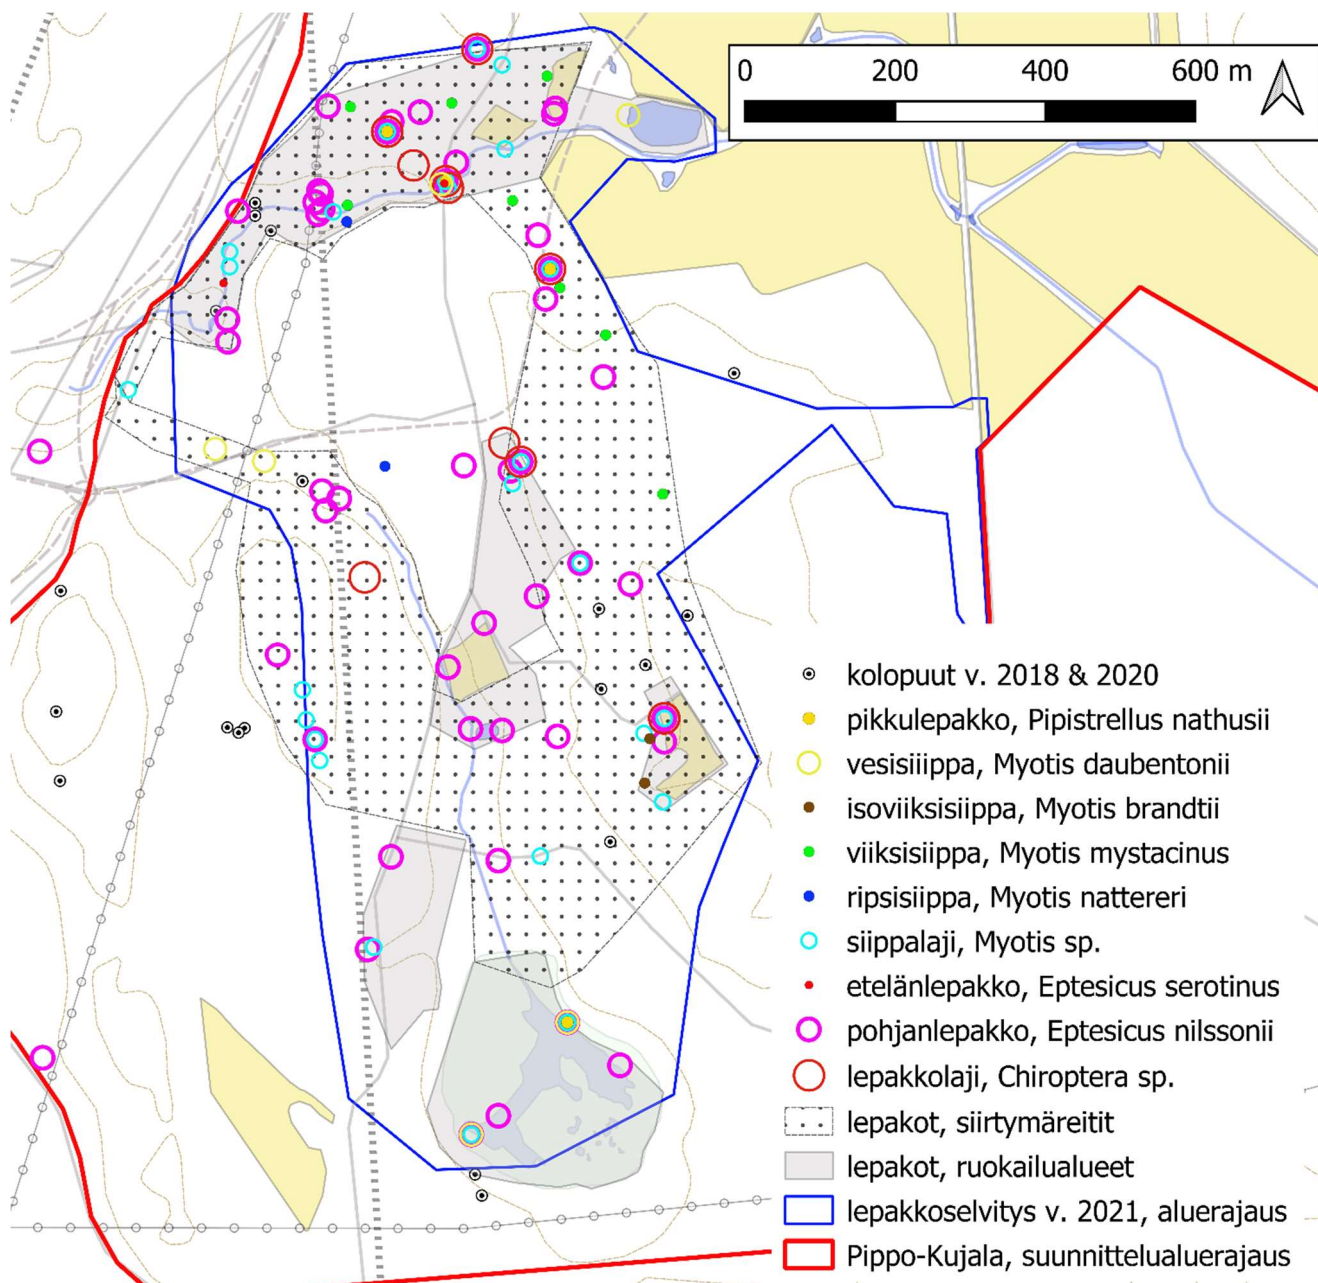 0 200 400 600 m
kolopuut v. 2018 & 2020
pikkulepakko, Pipistrellus nathusii
vesisiiippa, Myotis daubentonii
isoviiksisiippa, Myotis brandtii
viiksisiippa, Myotis mystacinus
ripsisiippa, Myotis nattereri
siippalaji, Myotis sp.
etelänlepakko, Eptesicus serotinus
pohjanlepakko, Eptesicus nilssonii
lepakkolaji, Chiroptera sp.
lepakot, siirtymäreitit
lepakot, ruokailualueet
lepakkoselvitys v. 2021, aluerajaus
Pippo-Kujala, suunnittelualuerajaus